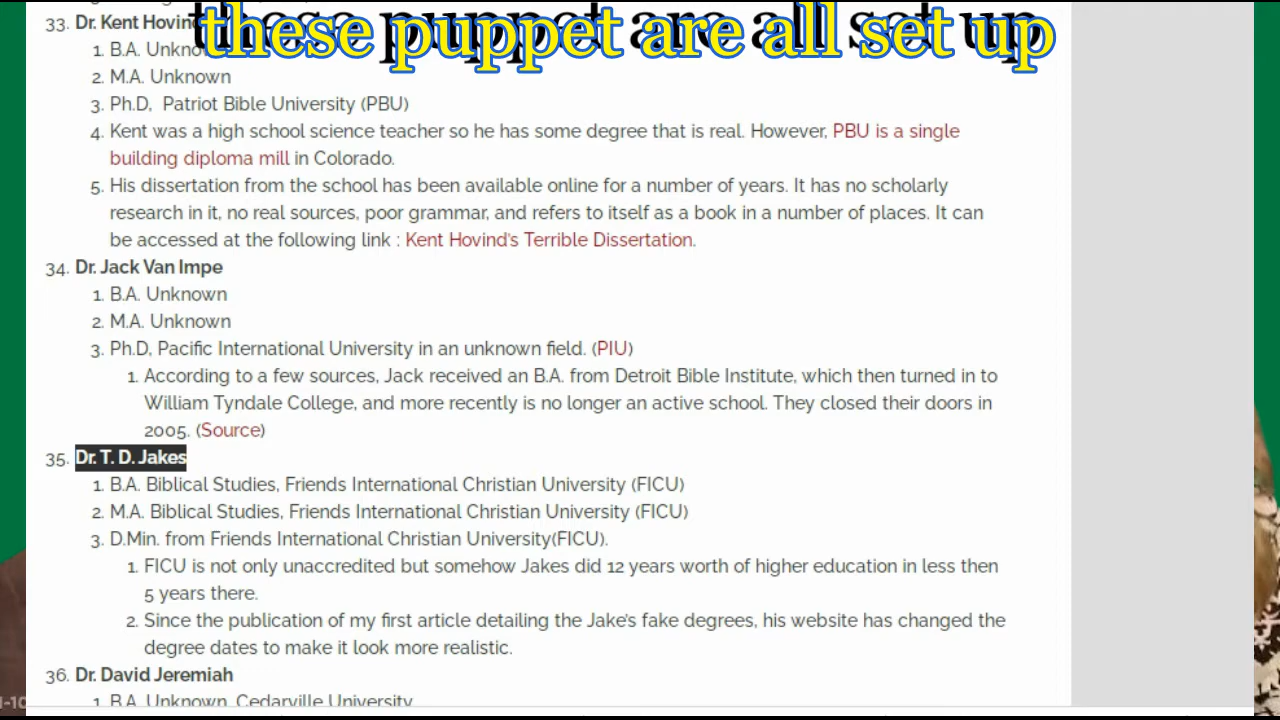 these puppet are all set up
33. Dr. Kent Hovind
1. B.A. Unkno
2. M.A. Unknown
3. Ph.D, Patriot Bible University (PBU)
4. Kent was a high school science teacher so he has some degree that is real. However, PBU is a single
building diploma mill in Colorado.
5. His dissertation from the school has been available online for a number of years. It has no scholarly
research in it, no real sources, poor grammar, and refers to itself as a book in a number of places. It can
be accessed at the following link : Kent Hovind's Terrible Dissertation.
34. Dr. Jack Van Impe
1. B.A. Unknown
2. M.A. Unknown
3. Ph.D, Pacific International University in an unknown field. (PIU)
1. According to a few sources, Jack received an B.A. from Detroit Bible Institute, which then turned in to
William Tyndale College, and more recently is no longer an active school. They closed their doors in
2005. (Source)
35. Dr. T. D. Jakes
1. B.A. Biblical Studies, Friends International Christian University (FICU)
2. M.A. Biblical Studies, Friends International Christian University (FICU)
3. D.Min. from Friends International Christian University(FICU).
1. FICU is not only unaccredited but somehow Jakes did 12 years worth of higher education in less then
5 years there.
2. Since the publication of my first article detailing the Jake's fake degrees, his website has changed the
degree dates to make it look more realistic.
36. Dr. David Jeremiah
1. B.A. Unknown, Cedarville University